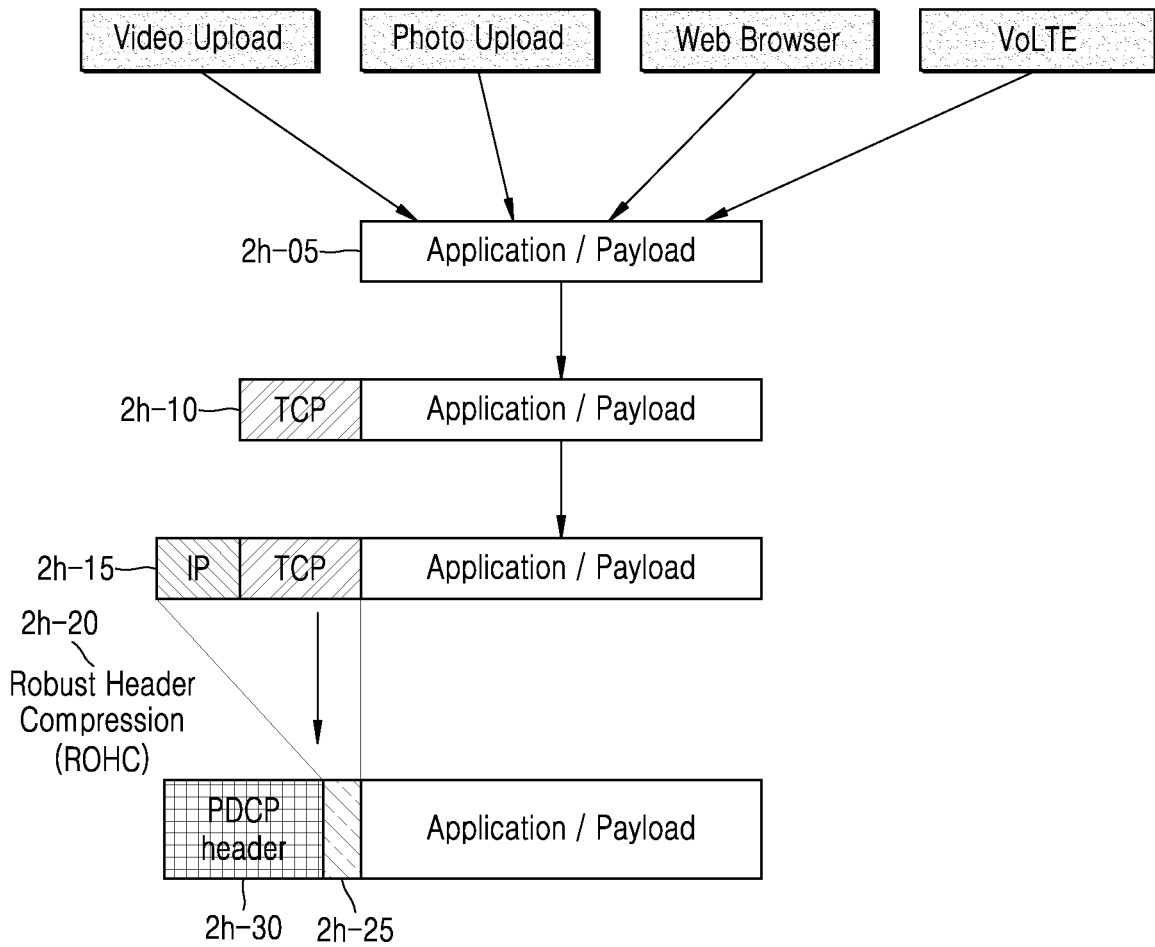 Video Upload
Photo Upload
Web Browser
VoLTE
2h-05
Application / Payload
2h-10
TCP
Application / Payload
2h-15
IP
TCP
Application / Payload
2h-20
Robust Header
Compression
(ROHC)
PDCP
header
Application / Payload
2h-30
2h-25